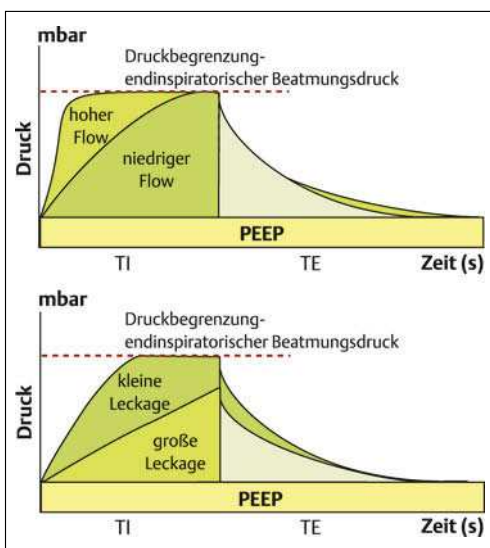 mbar
Druckbegrenzung-
endinspiratorischer Beatmungsdruck
hoher
Flow
niedriger
Flow
Druck
PEEP
TI
TE
Zeit (s)
mbar
Druckbegrenzung-
endinspiratorischer Beatmungsdruck
kleine
Leckage
große
Leckage
Druck
PEEP
TI
TE
Zeit (s)